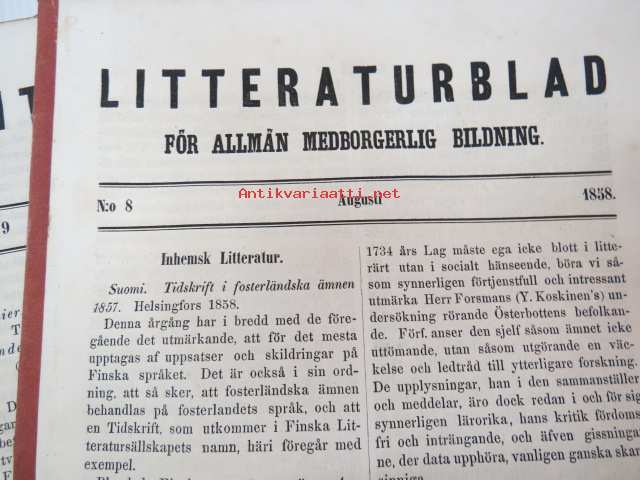 LITTERATURBLAD
FÖR ALLMÄN MEDBORGERLIG BILDNING.
N:o 8 Augusti 1858.
Antikvariaatti.net
Inhemsk Litteratur.
Suomi. Tidskrift i fosterländska ämnen
1857. Helsingfors 1858.
Denna årgång har i bredd med de före-
gående det utmärkande, att för det mesta
upptagas af uppsatser och skildringar på
Finska språket. Det är också i sin ord-
ning, att så sker, att fosterländska ämnen
behandlas på fosterlandets språk, och att
en Tidskrift, som utkommer i Finska Lit-
teratursällskapets namn, häri föregår med
exempel.
1734 års Lag måste ega icke blott i litte-
rärt utan i socialt hänseende, böra vi så-
som synnerligen förtjenstfull och intressant
utmärka Herr Forsmans (Y. Koskinen's) un-
dersökning rörande Österbottens befolkan-
de. Förf. anser den sjelf såsom ämnet icke
uttömande, utan såsom utgörande en väc-
kelse och ledtråd till ytterligare forskning.
De upplysningar, han i den sammanställer
och meddelar, äro dock redan i och för sig
synnerligen lärorika, hans kritik fördoms-
fri och inträngande, och äfven gissningar-
ne, der data upphöra, vanligen ganska skar-
9